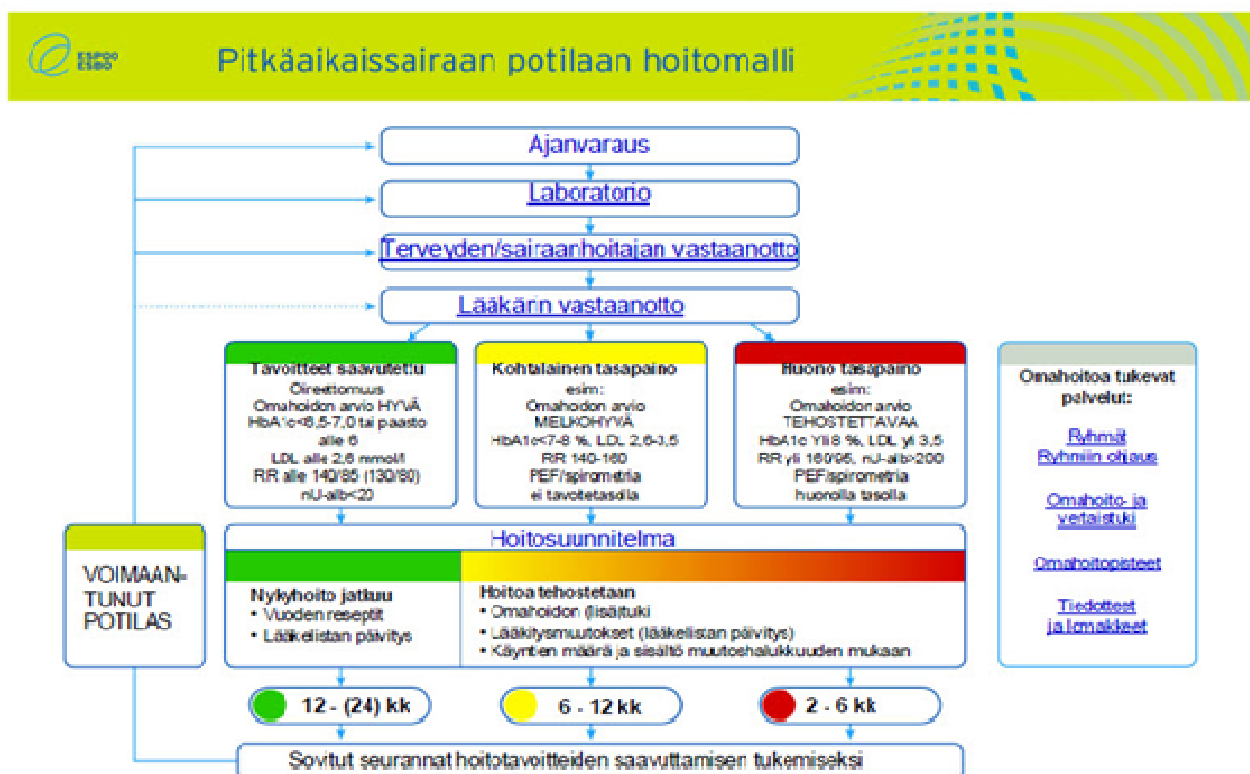 ESPOO
ESBO
Pitkäaikaissairaan potilaan hoitomalli
Ajanvaraus
Laboratorio
Terveyden/sairaanhoitajan vastaanotto
Lääkärin vastaanotto
Tavoitteet saavutettu
Oireettomuus
Omahoidon arvio HYVÄ
HbA1c<6,5-7,0 tai paasto
alle 6
LDL alle 2,6 mmol/l
RR alle 140/85 (130/80)
nU-alb<20
Kohtalainen tasapaino
esim:
Omahoidon arvio
MELKOHYVÄ
HbA1c<7-8 %, LDL 2,6-3,5
RR 140-160
PEF/spirometria
ei tavotetasolla
Huono tasapaino
esim:
Omahoidon arvio
TEHOSTETTAVAA
HbA1c Yli 8 %, LDL yli 3,5
RR yli 160/95, nU-alb>200
PEF/spirometria
huonolla tasolla
Omahoitoa tukevat
palvelut:
Ryhmät
Ryhmiin ohjaus
Omahoito- ja
vertaistuki
Omahoitopisteet
Tiedotteet
ja lomakkeet
VOIMAAN-
TUNUT
POTILAS
Hoitosuunnitelma
Nykyhoito jatkuu
• Vuoden reseptit
• Lääkelistan päivitys
Hoitoa tehostetaan
• Omahoidon (lisä)tuki
• Lääkitysmuutokset (lääkelistan päivitys)
• Käyntien määrä ja sisältö muutoshalukkuuden mukaan
12 - (24) kk
6 - 12 kk
2 - 6 kk
Sovitut seurannat hoitotavoitteiden saavuttamisen tukemiseksi